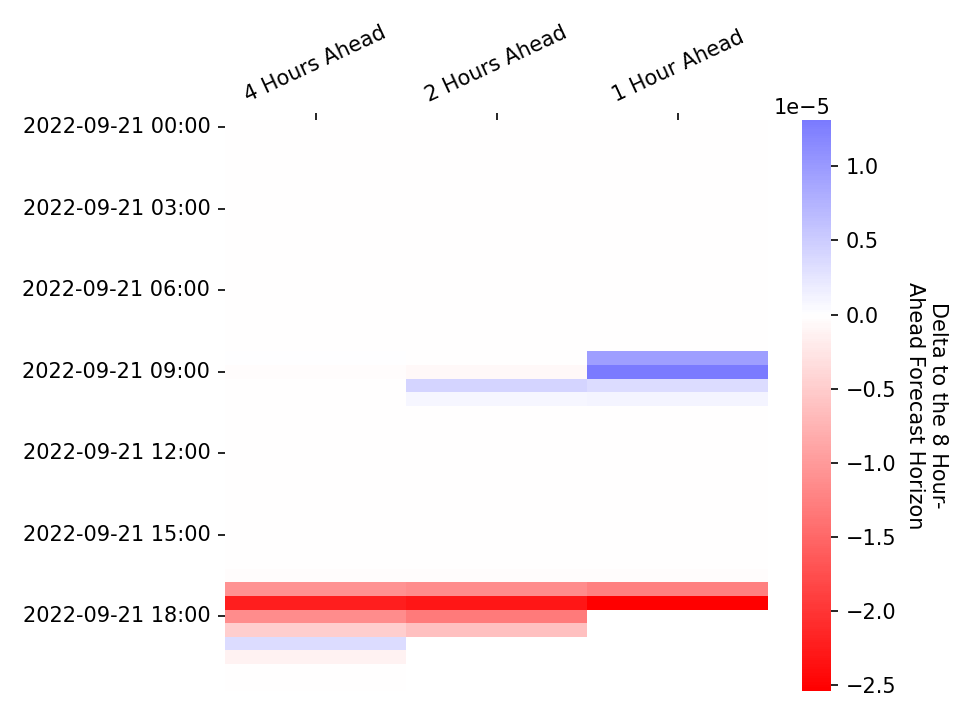 4 Hours Ahead
2 Hours Ahead
1 Hour Ahead
2022-09-21 00:00
2022-09-21 03:00
2022-09-21 06:00
2022-09-21 09:00
2022-09-21 12:00
2022-09-21 15:00
2022-09-21 18:00
1e−5
1.0
0.5
0.0
−0.5
−1.0
−1.5
−2.0
−2.5
Delta to the 8 Hour-
Ahead Forecast Horizon